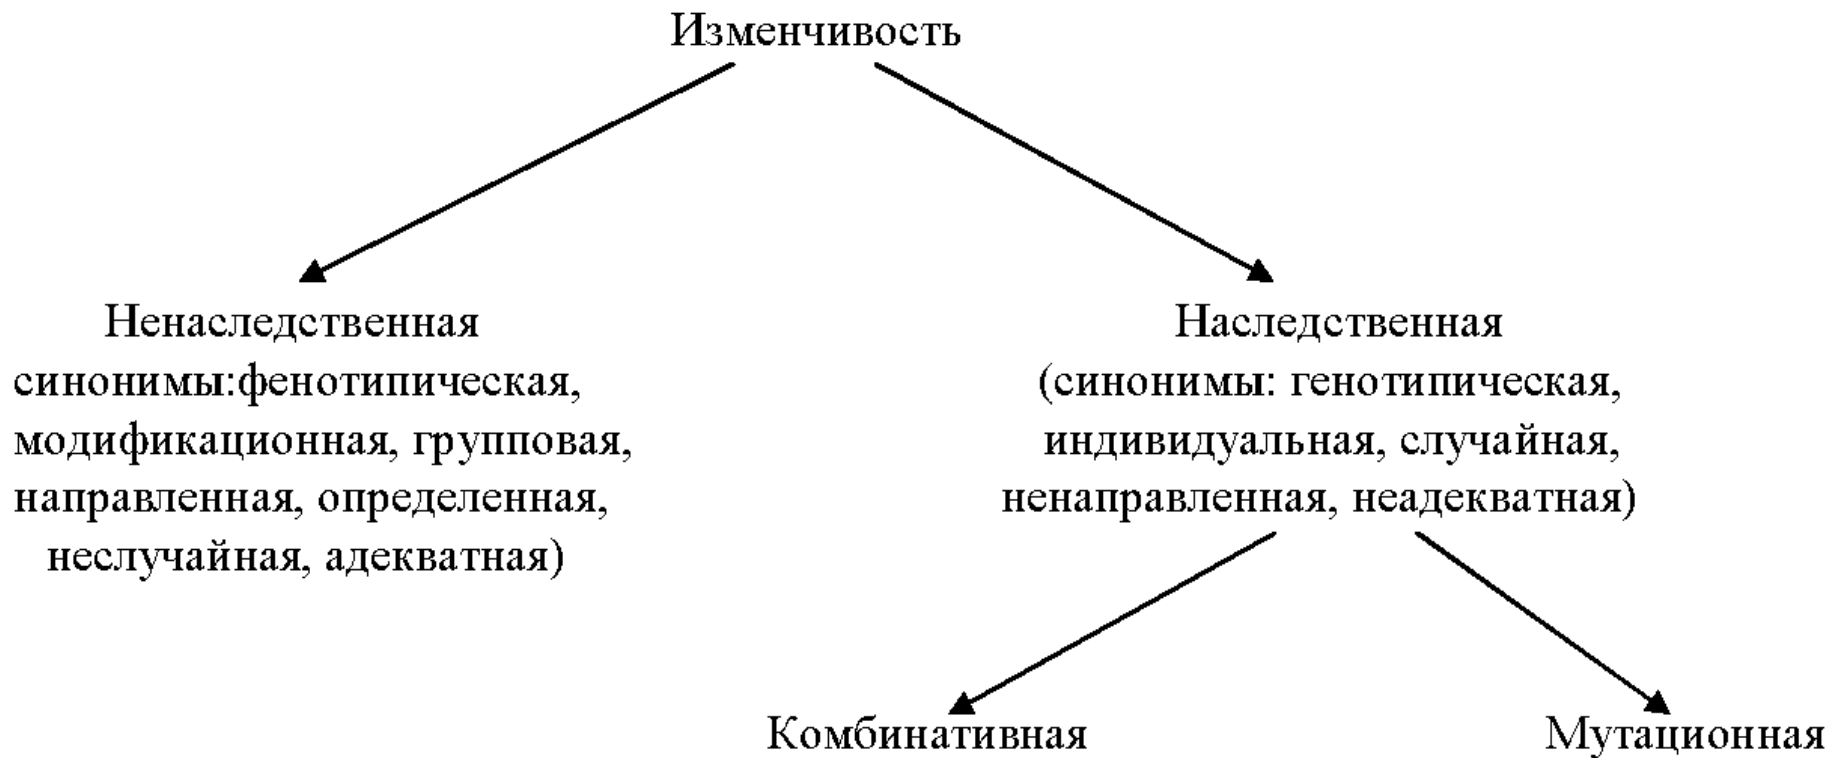 Изменчивость
Ненаследственная
синонимы:фенотипическая,
модификационная, групповая,
направленная, определенная,
неслучайная, адекватная)
Наследственная
(синонимы: генотипическая,
индивидуальная, случайная,
ненаправленная, неадекватная)
Комбинативная
Мутационная